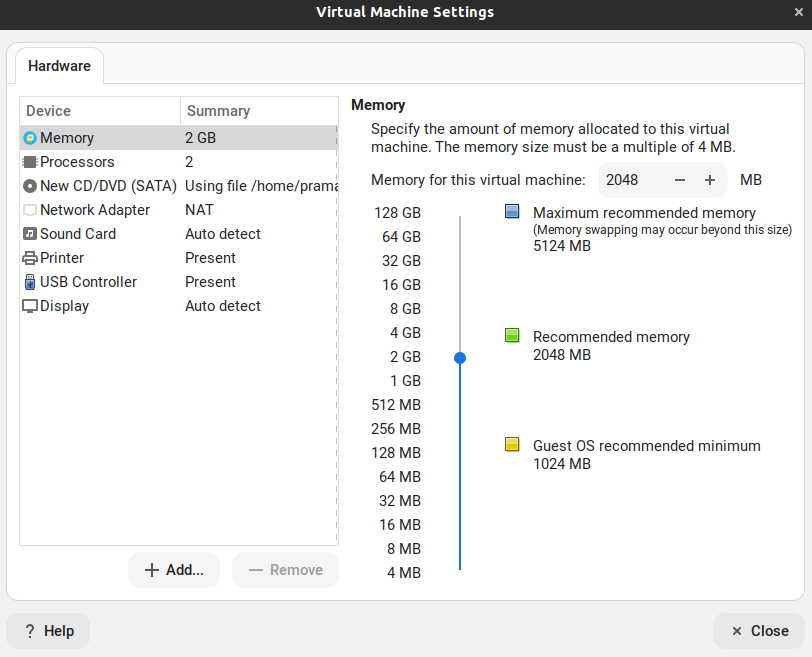 Virtual Machine Settings
Hardware
Device Summary
Memory 2 GB
Processors 2
New CD/DVD (SATA) Using file /home/prama
Network Adapter NAT
Sound Card Auto detect
Printer Present
USB Controller Present
Display Auto detect
Add...
Remove
Memory
Specify the amount of memory allocated to this virtual
machine. The memory size must be a multiple of 4 MB.
Memory for this virtual machine: 2048 − + MB
128 GB
64 GB
32 GB
16 GB
8 GB
4 GB
2 GB
1 GB
512 MB
256 MB
128 MB
64 MB
32 MB
16 MB
8 MB
4 MB
Maximum recommended memory
(Memory swapping may occur beyond this size)
5124 MB
Recommended memory
2048 MB
Guest OS recommended minimum
1024 MB
? Help
× Close